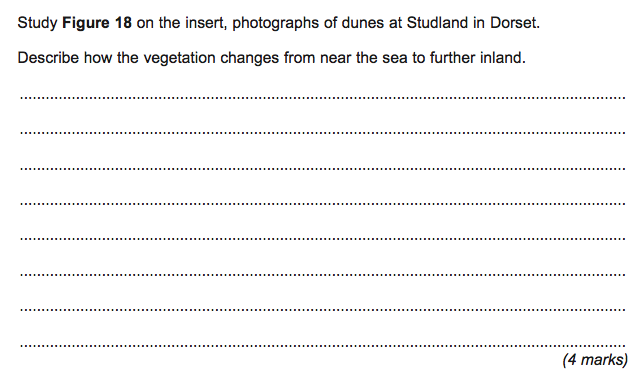 Study Figure 18 on the insert, photographs of dunes at Studland in Dorset.
Describe how the vegetation changes from near the sea to further inland.
(4 marks)